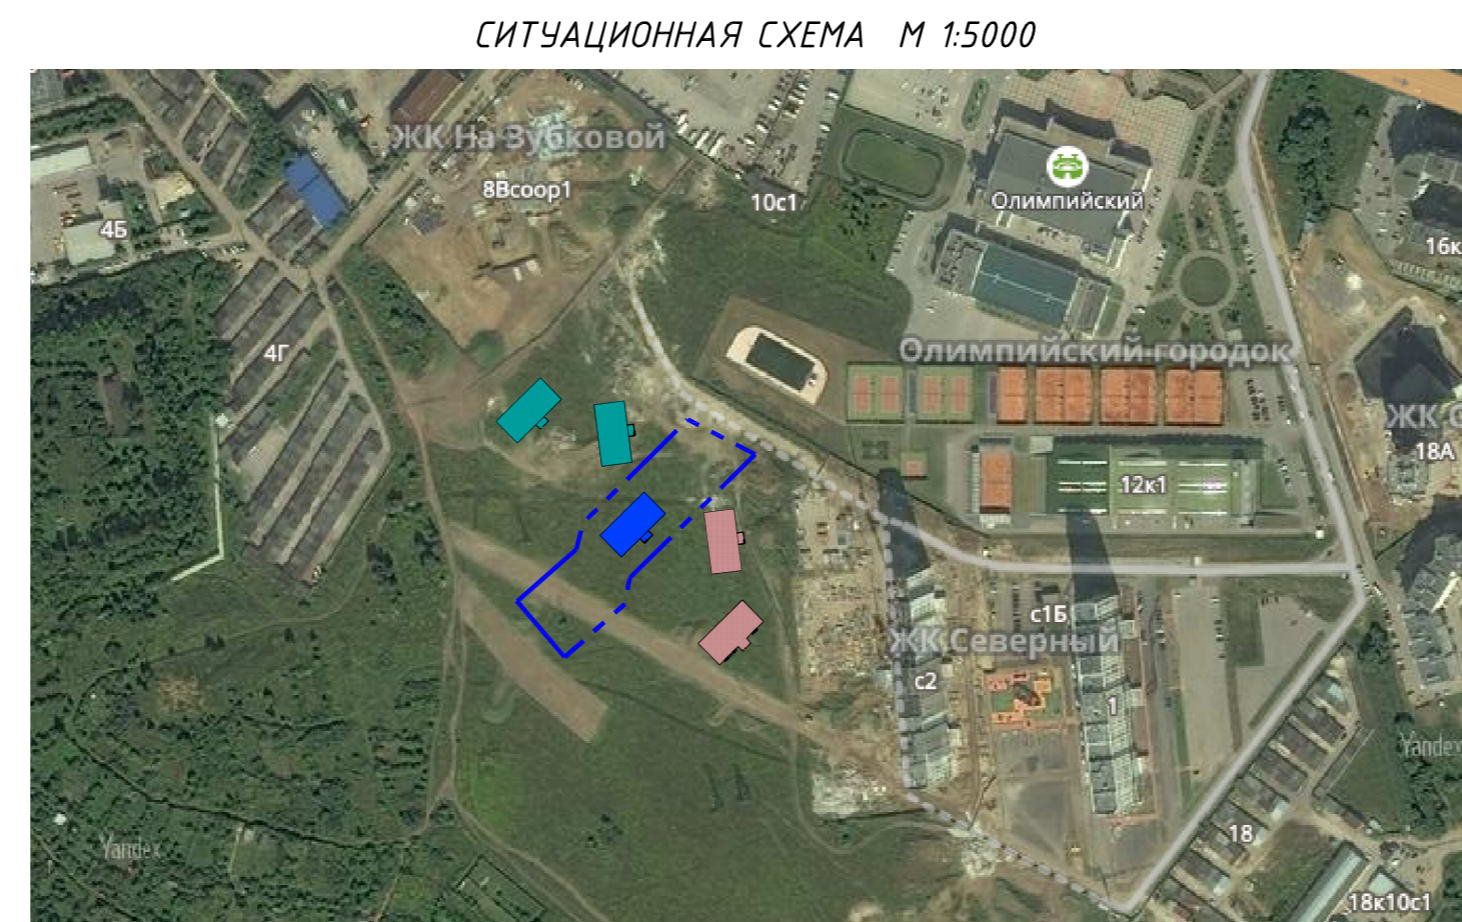 СИТУАЦИОННАЯ СХЕМА М 1:5000
ЖК На Зубковой
8Всоор1
10с1
Олимпийский
4Б
16к
4Г
Олимпийский городок
ЖК С
18А
12к1
с1Б
ЖК Северный
с2
1
Yandex
18
Yandex
18к10с1